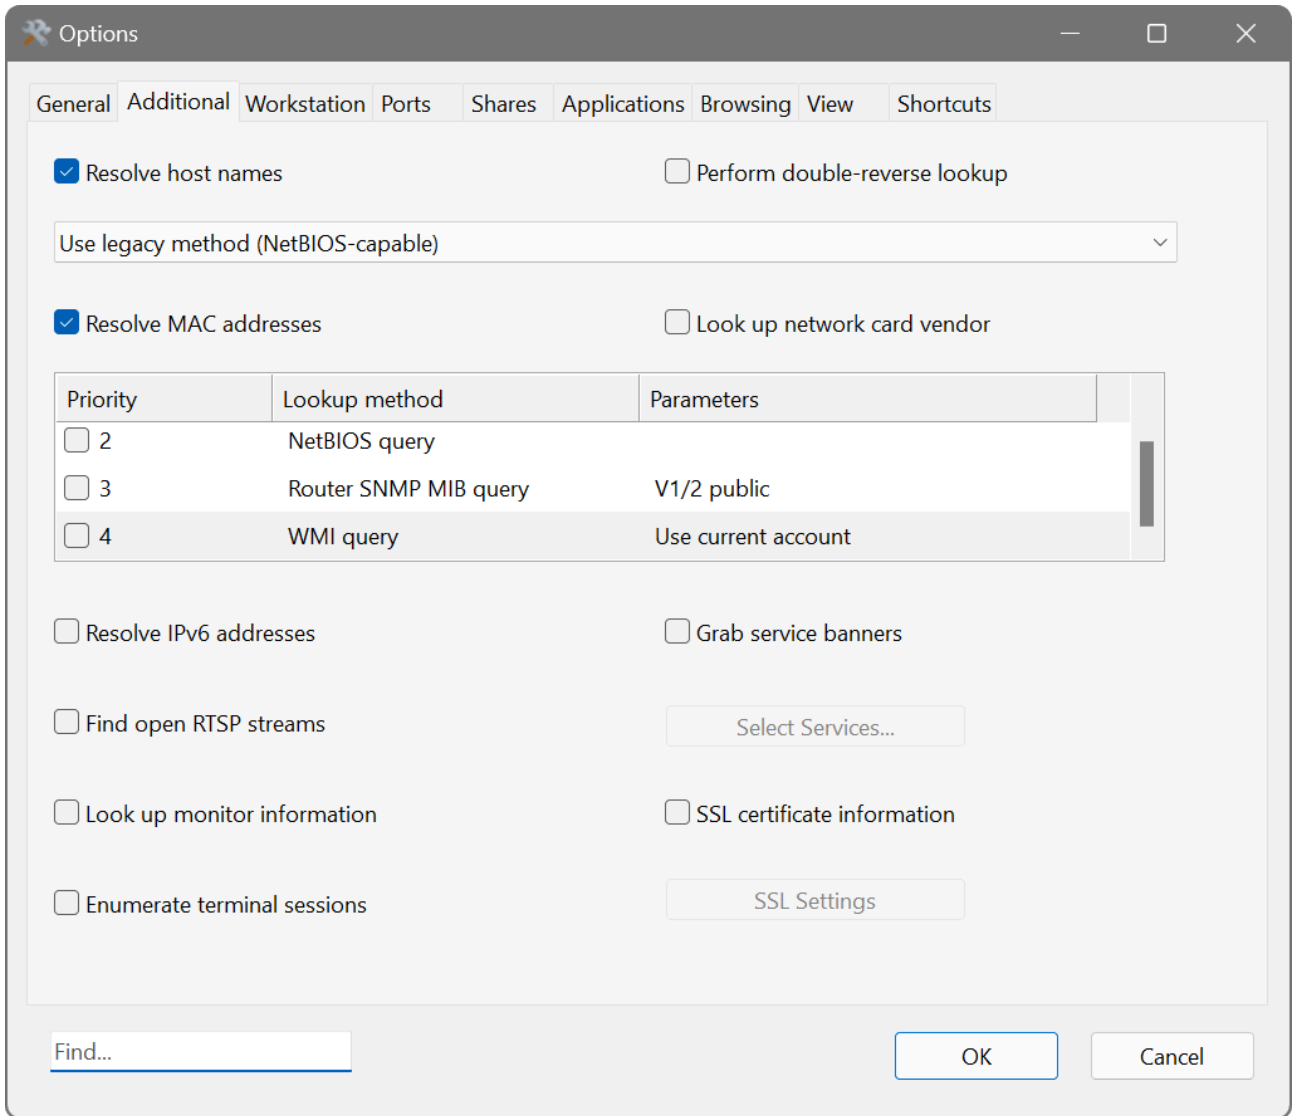 Options
General Additional Workstation Ports Shares Applications Browsing View Shortcuts
Resolve host names Perform double-reverse lookup
Use legacy method (NetBIOS-capable)
Resolve MAC addresses Look up network card vendor
Priority Lookup method Parameters
2 NetBIOS query
3 Router SNMP MIB query V1/2 public
4 WMI query Use current account
Resolve IPv6 addresses Grab service banners
Find open RTSP streams Select Services...
Look up monitor information SSL certificate information
Enumerate terminal sessions SSL Settings
Find... OK Cancel